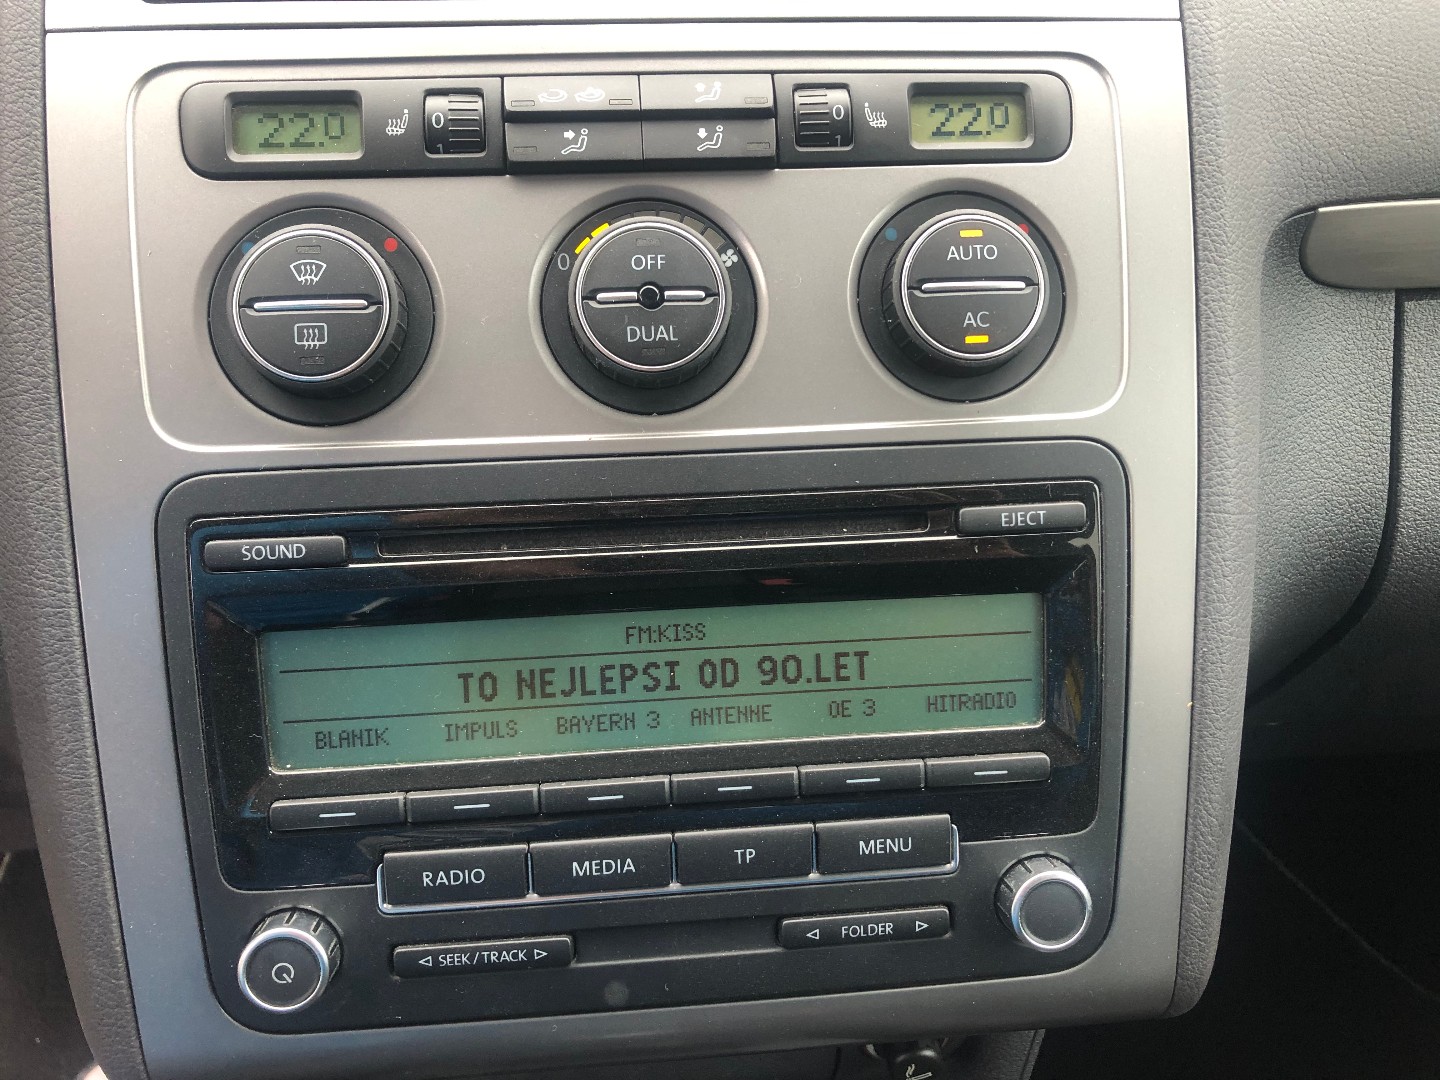 22.0 0 1 0 1 22.0
0 OFF AUTO
DUAL AC
SOUND EJECT
FM:KISS
TO NEJLEPSI OD 90.LET
BLANIK IMPULS BAYERN 3 ANTENNE OE 3 HITRADIO
RADIO MEDIA TP MENU
SEEK / TRACK FOLDER